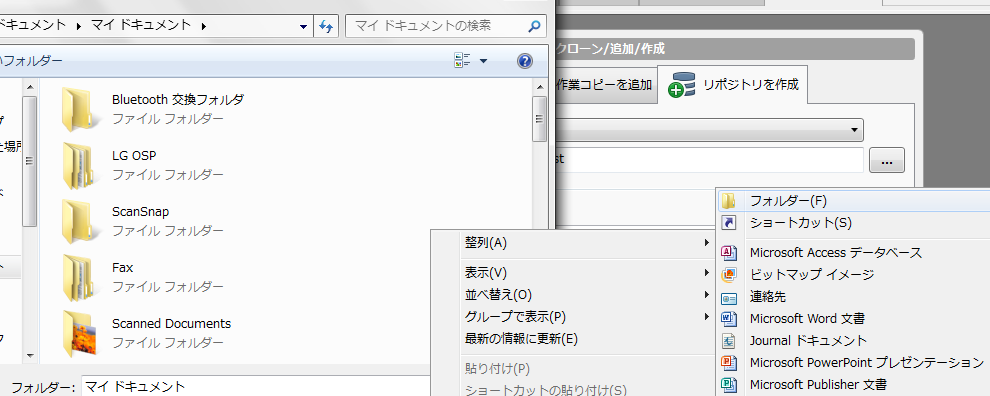 ドキュメント ▸ マイ ドキュメント ▸
マイ ドキュメントの検索
フォルダー
Bluetooth 交換フォルダ
ファイル フォルダー
LG OSP
ファイル フォルダー
ScanSnap
ファイル フォルダー
Fax
ファイル フォルダー
Scanned Documents
ファイル フォルダー
フォルダー: マイ ドキュメント
クローン/追加/作成
作業コピーを追加
リポジトリを作成
st
...
整列(A)
表示(V)
並べ替え(O)
グループで表示(P)
最新の情報に更新(E)
貼り付け(P)
ショートカットの貼り付け(S)
フォルダー(F)
ショートカット(S)
Microsoft Access データベース
ビットマップ イメージ
連絡先
Microsoft Word 文書
Journal ドキュメント
Microsoft PowerPoint プレゼンテーション
Microsoft Publisher 文書